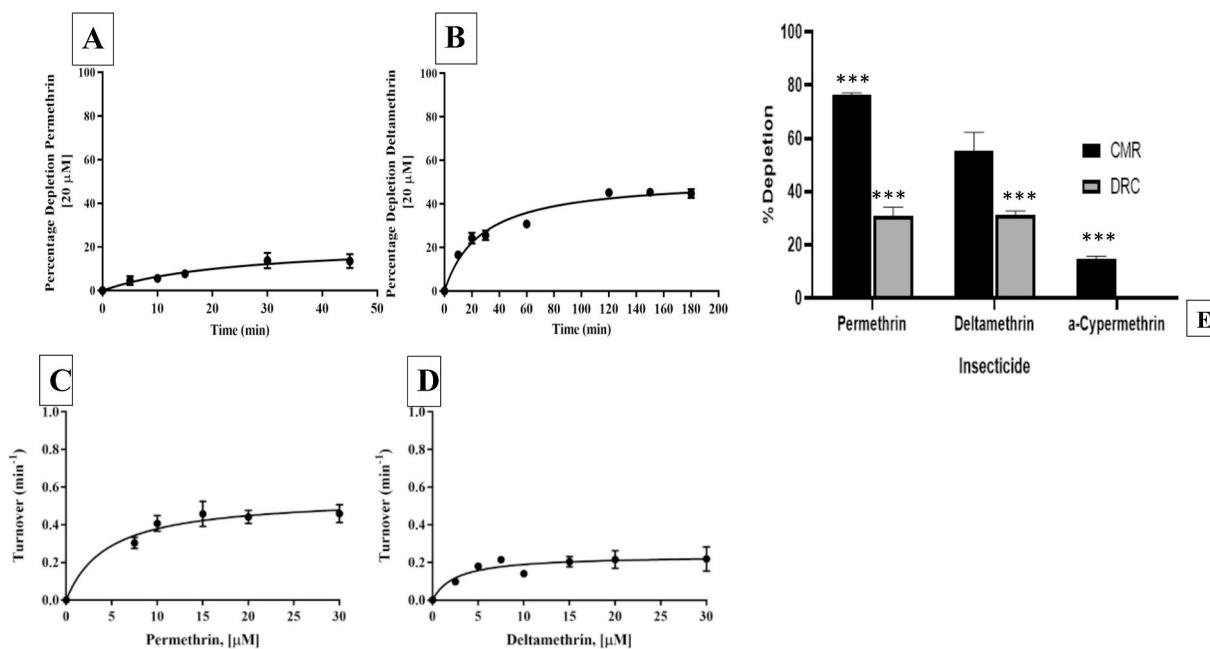 A
Percentage Depletion Permethrin
[20 µM]
100
80
60
40
20
0
0 10 20 30 40 50
Time (min)
B
Percentage Depletion Deltamethrin
[20 µM]
100
80
60
40
20
0
0 20 40 60 80 100 120 140 160 180 200
Time (min)
E
% Depletion
100
80
60
40
20
0
*** *** *** ***
CMR
DRC
Permethrin Deltamethrin a-Cypermethrin
Insecticide
C
Turnover (min⁻¹)
1.0
0.8
0.6
0.4
0.2
0.0
0 5 10 15 20 25 30
Permethrin, [µM]
D
Turnover (min⁻¹)
1.0
0.8
0.6
0.4
0.2
0.0
0 5 10 15 20 25 30
Deltamethrin, [µM]